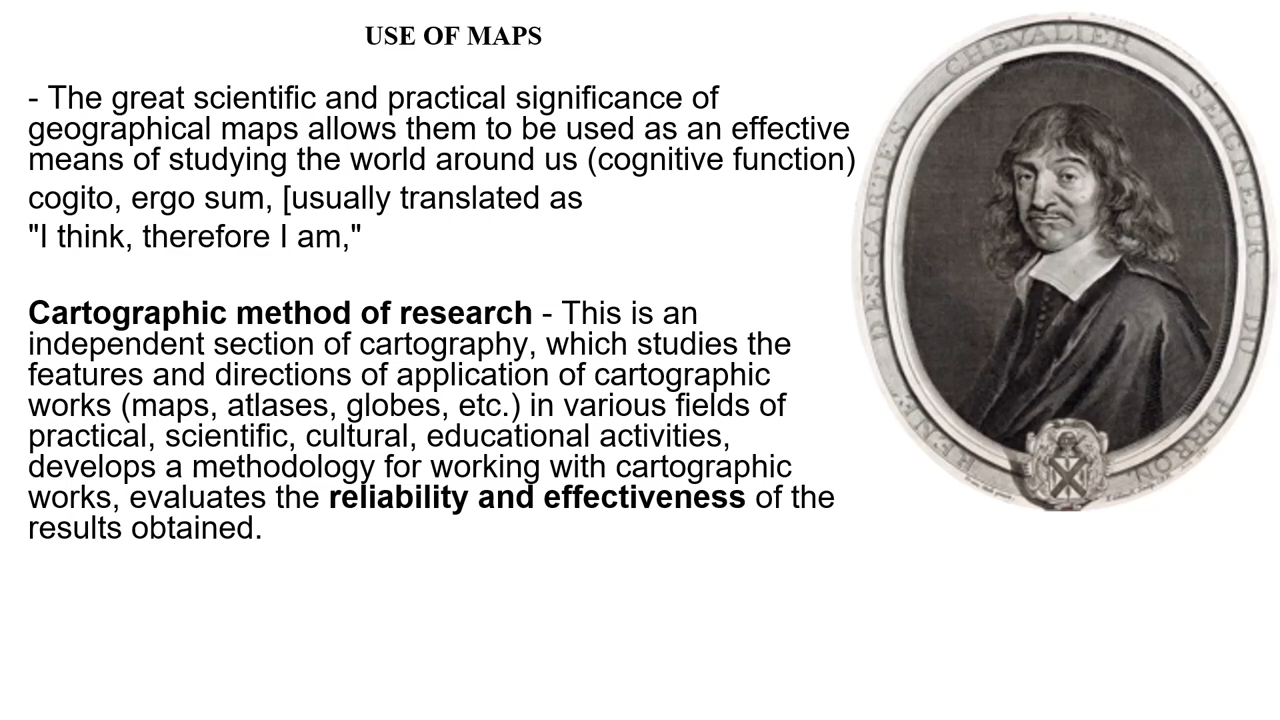 USE OF MAPS
- The great scientific and practical significance of
geographical maps allows them to be used as an effective
means of studying the world around us (cognitive function)
cogito, ergo sum, [usually translated as
"I think, therefore I am,"
Cartographic method of research - This is an
independent section of cartography, which studies the
features and directions of application of cartographic
works (maps, atlases, globes, etc.) in various fields of
practical, scientific, cultural, educational activities,
develops a methodology for working with cartographic
works, evaluates the reliability and effectiveness of the
results obtained.
RENE' DES-CARTES CHEVALIER SEIGNEUR DU PERRON